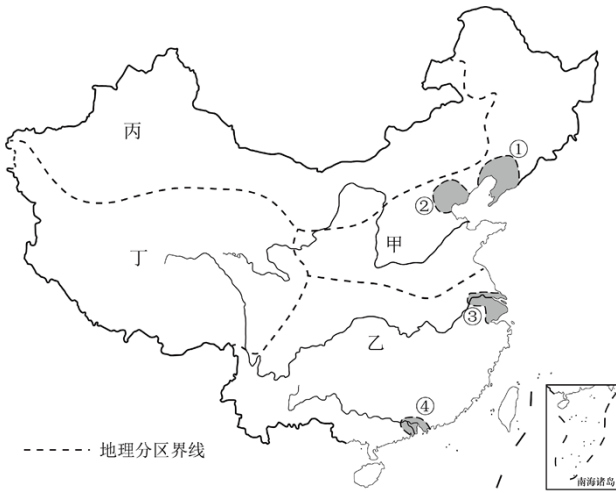 丙
①
②
甲
丁
③
乙
④
地理分区界线
南海诸岛